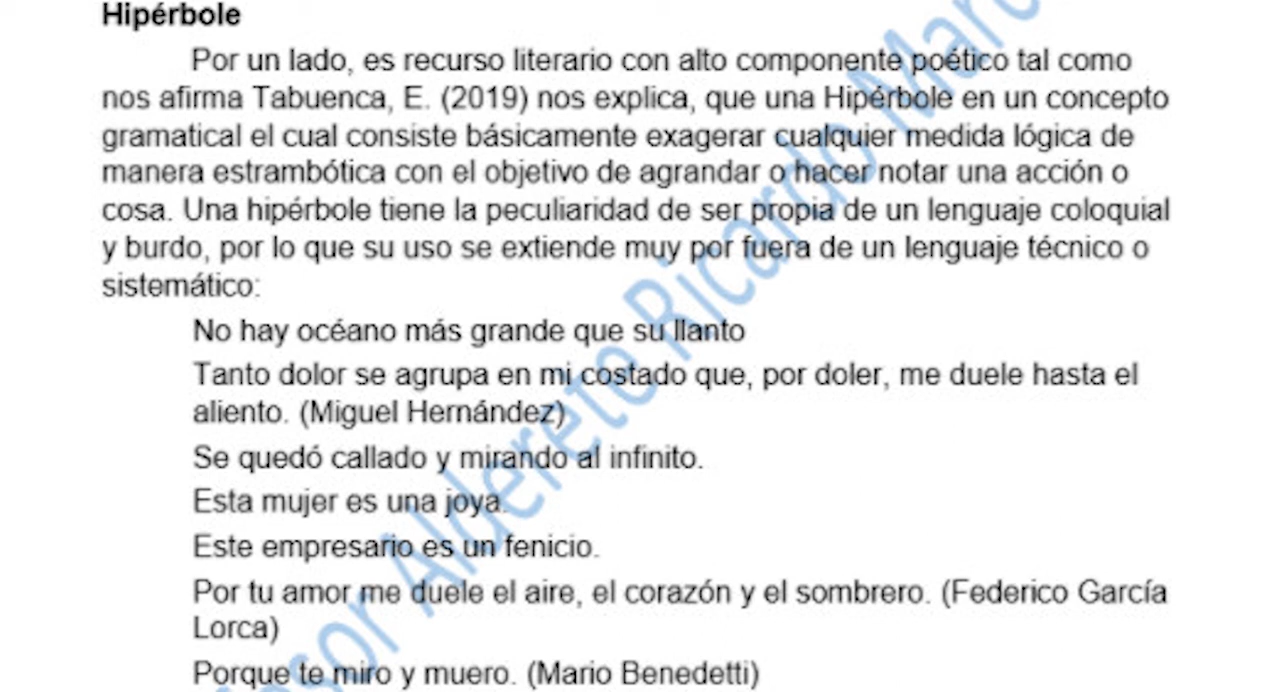 Hipérbole
Por un lado, es recurso literario con alto componente poético tal como
nos afirma Tabuenca, E. (2019) nos explica, que una Hipérbole en un concepto
gramatical el cual consiste básicamente exagerar cualquier medida lógica de
manera estrambótica con el objetivo de agrandar o hacer notar una acción o
cosa. Una hipérbole tiene la peculiaridad de ser propia de un lenguaje coloquial
y burdo, por lo que su uso se extiende muy por fuera de un lenguaje técnico o
sistemático:
No hay océano más grande que su llanto
Tanto dolor se agrupa en mi costado que, por doler, me duele hasta el
aliento. (Miguel Hernández)
Se quedó callado y mirando al infinito.
Esta mujer es una joya.
Este empresario es un fenicio.
Por tu amor me duele el aire, el corazón y el sombrero. (Federico García
Lorca)
Porque te miro y muero. (Mario Benedetti)
Alderete Ricardo